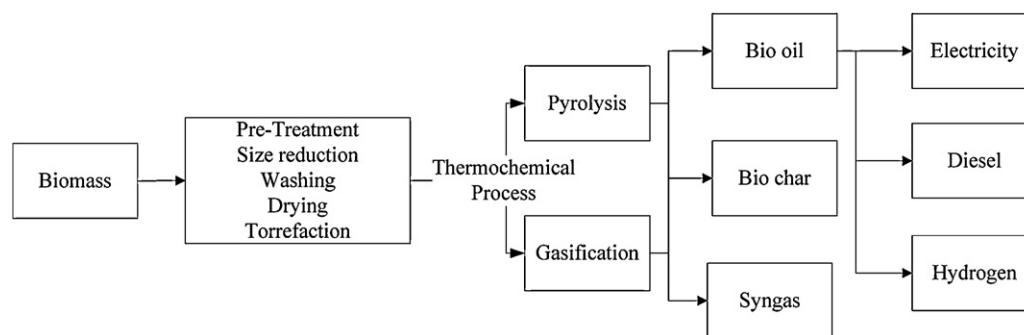 Biomass
Pre-Treatment
Size reduction
Washing
Drying
Torrefaction
Thermochemical
Process
Pyrolysis
Gasification
Bio oil
Bio char
Syngas
Electricity
Diesel
Hydrogen